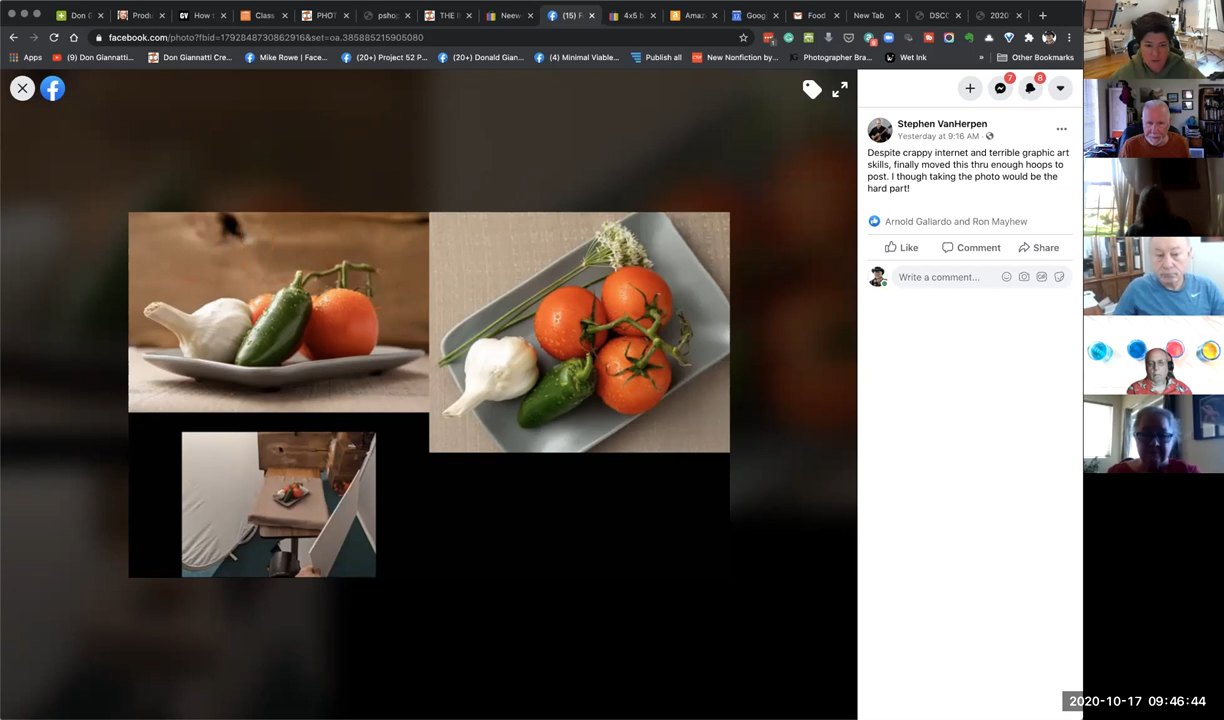 Don G
Produ
How t
Class
PHOT
pshop
THE I
Neew
(15) F
4x5 b
Amaz
Goog
Food
New Tab
DSC0
2020
facebook.com/photo?fbid=1792848730862916&set=oa.385885215905080
Apps
(9) Don Giannatti...
Don Giannatti Cre...
Mike Rowe | Face...
(20+) Project 52 P...
(20+) Donald Gian...
(4) Minimal Viable...
Publish all
New Nonfiction by...
Photographer Bra...
Wet Ink
»
Other Bookmarks
7
8
Stephen VanHerpen
Yesterday at 9:16 AM ·
Despite crappy internet and terrible graphic art
skills, finally moved this thru enough hoops to
post. I though taking the photo would be the
hard part!
Arnold Galiardo and Ron Mayhew
Like
Comment
Share
Write a comment...
2020-10-17 09:46:44